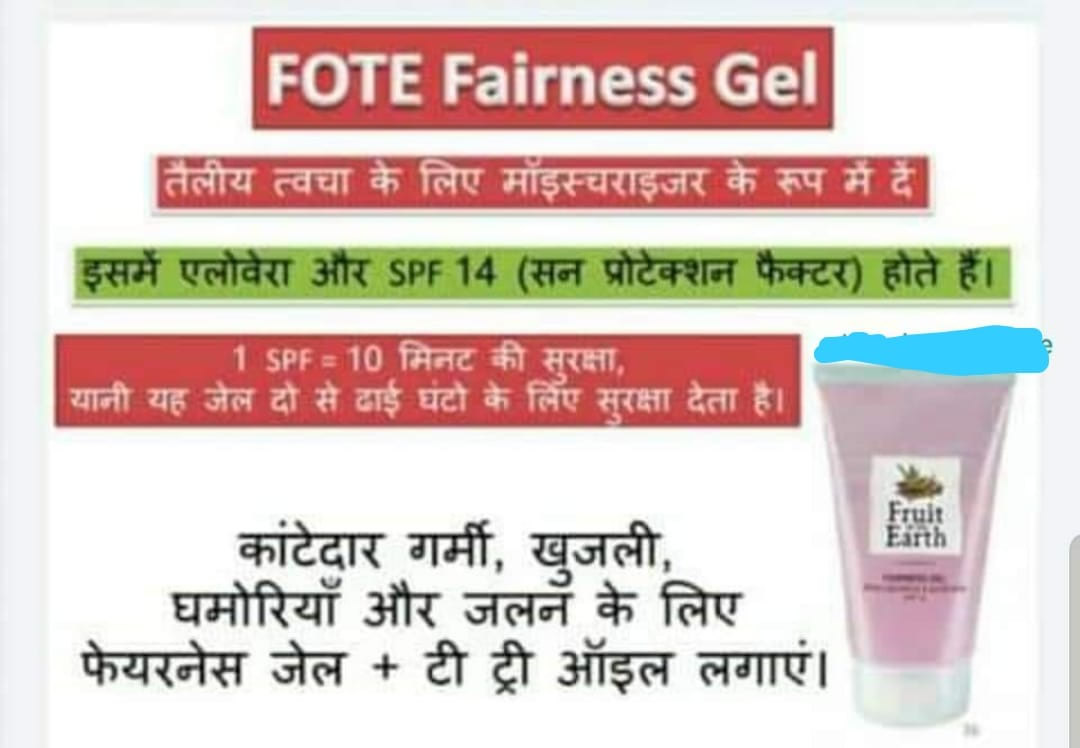 FOTE Fairness Gel
तैलीय त्वचा के लिए मॉइस्चराइजर के रूप में दें
इसमें एलोवेरा और SPF 14 (सन प्रोटेक्शन फैक्टर) होते हैं।
1 SPF = 10 मिनट की सुरक्षा,
यानी यह जेल दो से ढाई घंटो के लिए सुरक्षा देता है।
Fruit
Earth
कांटेदार गर्मी, खुजली,
घमोरियाँ और जलन के लिए
फेयरनेस जेल + टी ट्री ऑइल लगाएं।